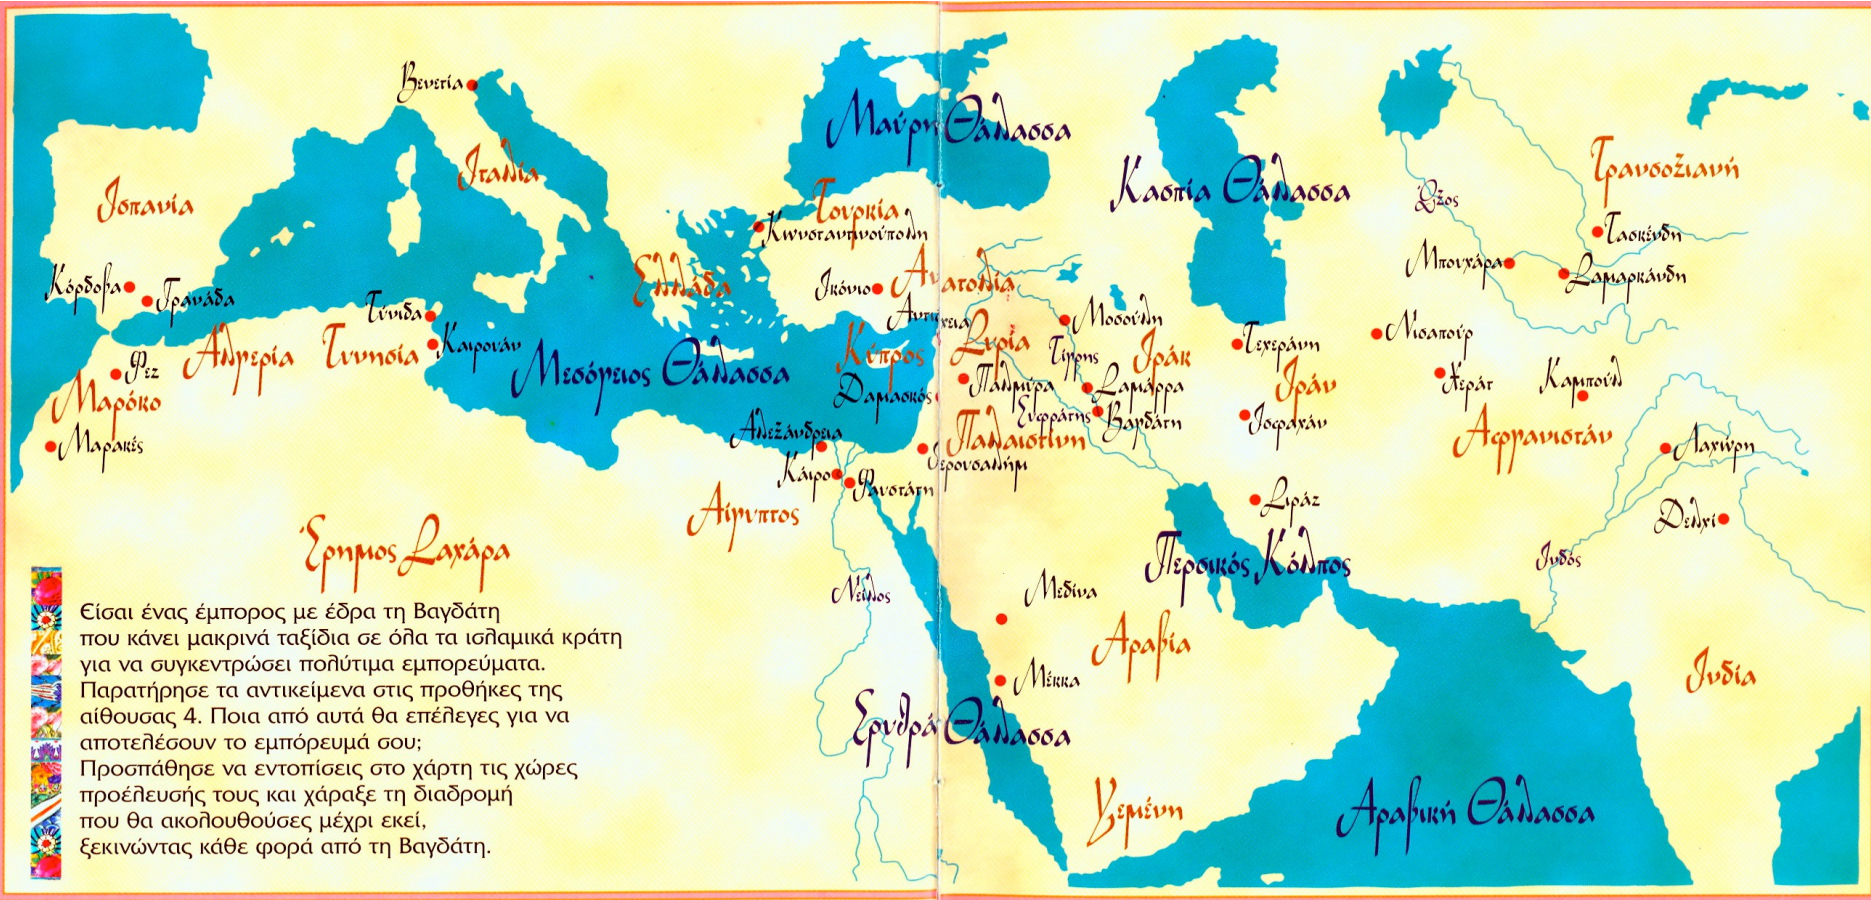 Βενετία
Μαύρη Θάλασσα
Κασπία Θάλασσα
Τρανσοξιανή
Ιταλία
Ισπανία
Τουρκία
Κωνσταντινούπολη
Ώξος
Τασκένδη
Μπουχάρα
Σαμαρκάνδη
Κόρδοβα
Γρανάδα
Ελλάδα
Ικόνιο
Ανατολία
Τύνιδα
Αντιόχεια
Μοσούλη
Νισαπούρ
Αλγερία
Τυνησία
Καιρουάν
Μεσόγειος Θάλασσα
Κύπρος
Συρία
Τίγρης
Ιράκ
Τεχεράνη
Ιράν
Φεζ
Μαρόκο
Δαμασκός
Παλμύρα
Σαμάρρα
Χεράτ
Καμπούλ
Ευφράτης
Βαγδάτη
Ισφαχάν
Αφγανιστάν
Μαρακές
Αλεξάνδρεια
Παλαιστίνη
Ιερουσαλήμ
Λαχώρη
Κάιρο
Φουστάτη
Σιράζ
Δελχί
Αίγυπτος
Έρημος Σαχάρα
Περσικός Κόλπος
Ινδός
Νείλος
Μεδίνα
Αραβία
Μέκκα
Ινδία
Ερυθρά Θάλασσα
Υεμένη
Αραβική Θάλασσα
Είσαι ένας έμπορος με έδρα τη Βαγδάτη
που κάνει μακρινά ταξίδια σε όλα τα ισλαμικά κράτη
για να συγκεντρώσει πολύτιμα εμπορεύματα.
Παρατήρησε τα αντικείμενα στις προθήκες της
αίθουσας 4. Ποια από αυτά θα επέλεγες για να
αποτελέσουν το εμπόρευμά σου;
Προσπάθησε να εντοπίσεις στο χάρτη τις χώρες
προέλευσής τους και χάραξε τη διαδρομή
που θα ακολουθούσες μέχρι εκεί,
ξεκινώντας κάθε φορά από τη Βαγδάτη.